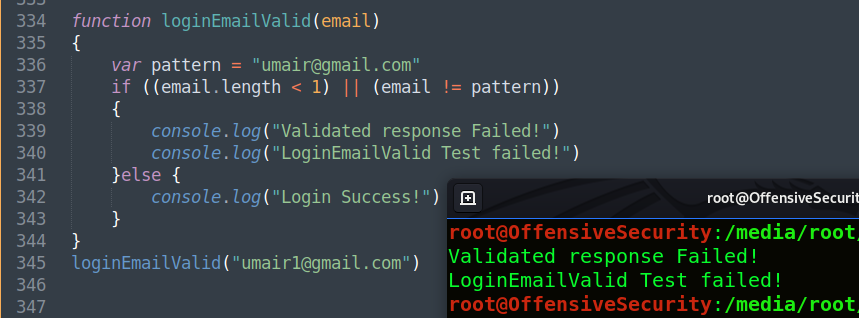 334 function loginEmailValid(email)
335 {
336 var pattern = "umair@gmail.com"
337 if ((email.length < 1) || (email != pattern))
338 {
339 console.log("Validated response Failed!")
340 console.log("LoginEmailValid Test failed!")
341 }else {
342 console.log("Login Success!")
343 }
344 }
345 loginEmailValid("umair1@gmail.com")
346
347
root@OffensiveSecurit
root@OffensiveSecurity:/media/root/
Validated response Failed!
LoginEmailValid Test failed!
root@OffensiveSecurity:/media/root/